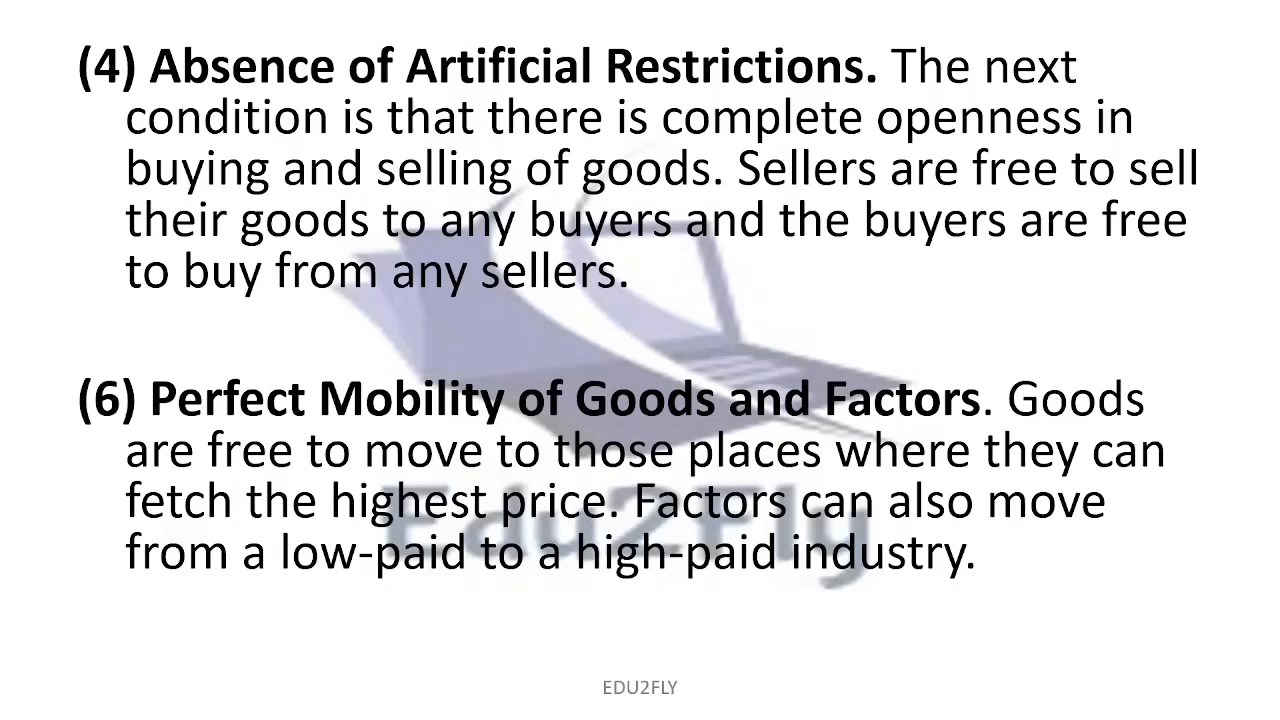 (4) Absence of Artificial Restrictions. The next
condition is that there is complete openness in
buying and selling of goods. Sellers are free to sell
their goods to any buyers and the buyers are free
to buy from any sellers.
(6) Perfect Mobility of Goods and Factors. Goods
are free to move to those places where they can
fetch the highest price. Factors can also move
from a low-paid to a high-paid industry.
Edu2Fly
EDU2FLY